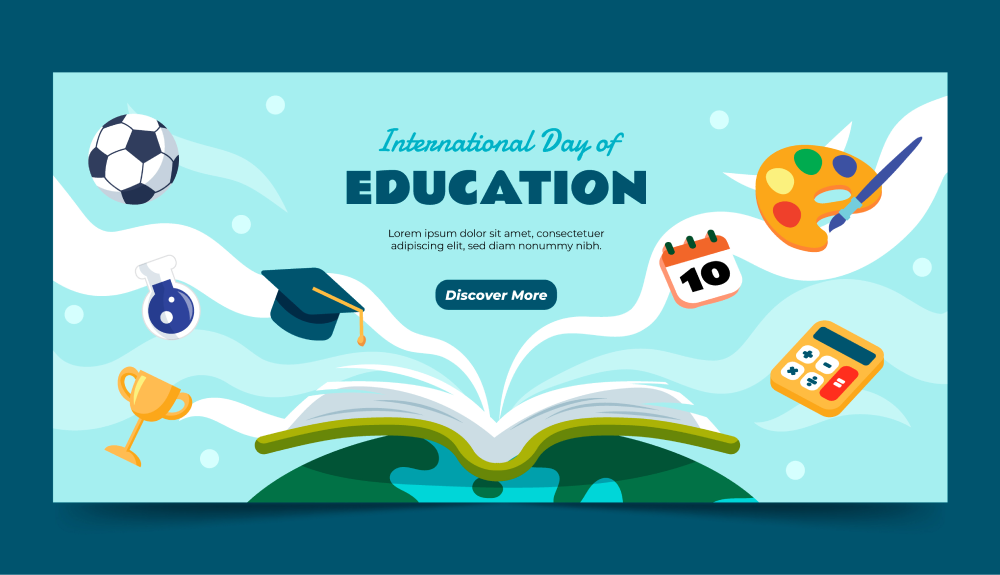 International Day of
EDUCATION
Lorem ipsum dolor sit amet, consectetuer
adipiscing elit, sed diam nonummy nibh.
Discover More
10
+ -
× ÷ =